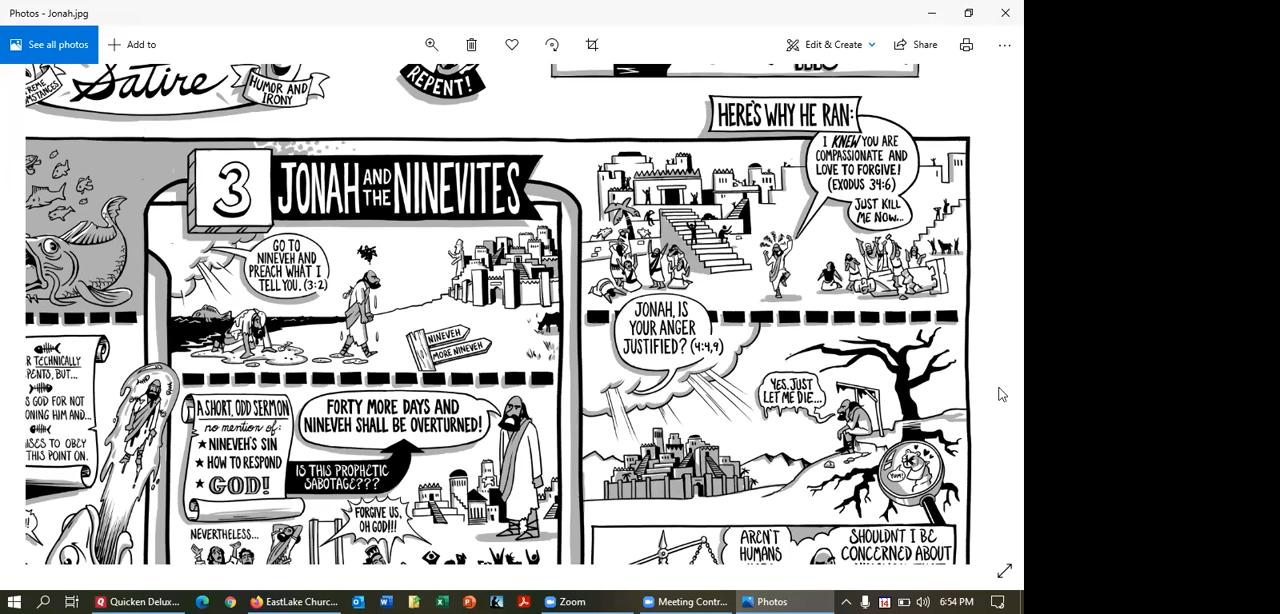 Photos - Jonah.jpg
See all photos
Add to
Edit & Create
Share
Satire
HUMOR AND
IRONY
REPENT!
HERE'S WHY HE RAN:
I KNEW YOU ARE
COMPASSIONATE AND
LOVE TO FORGIVE!
(EXODUS 34:6)
JUST KILL
ME NOW...
3 JONAH AND THE NINEVITES
GO TO
NINEVEH AND
PREACH WHAT I
TELL YOU. (3:2)
NINEVEH
MORE NINEVEH
JONAH, IS
YOUR ANGER
JUSTIFIED? (4:4,9)
YES. JUST
LET ME DIE...
TECHNICALLY
BUT...
GOD FOR NOT
HIM AND...
TO OBEY
THIS POINT ON.
A SHORT, ODD SERMON
no mention of:
★ NINEVEH'S SIN
★ HOW TO RESPOND
★ GOD!
FORTY MORE DAYS AND
NINEVEH SHALL BE OVERTURNED!
IS THIS PROPHETIC
SABOTAGE???
FORGIVE US,
OH GOD!!!
NEVERTHELESS...
AREN'T
HUMANS
SHOULDN'T I BE
CONCERNED ABOUT
Quicken Delux...
EastLake Churc...
Zoom
Meeting Contr...
Photos
14
6:54 PM